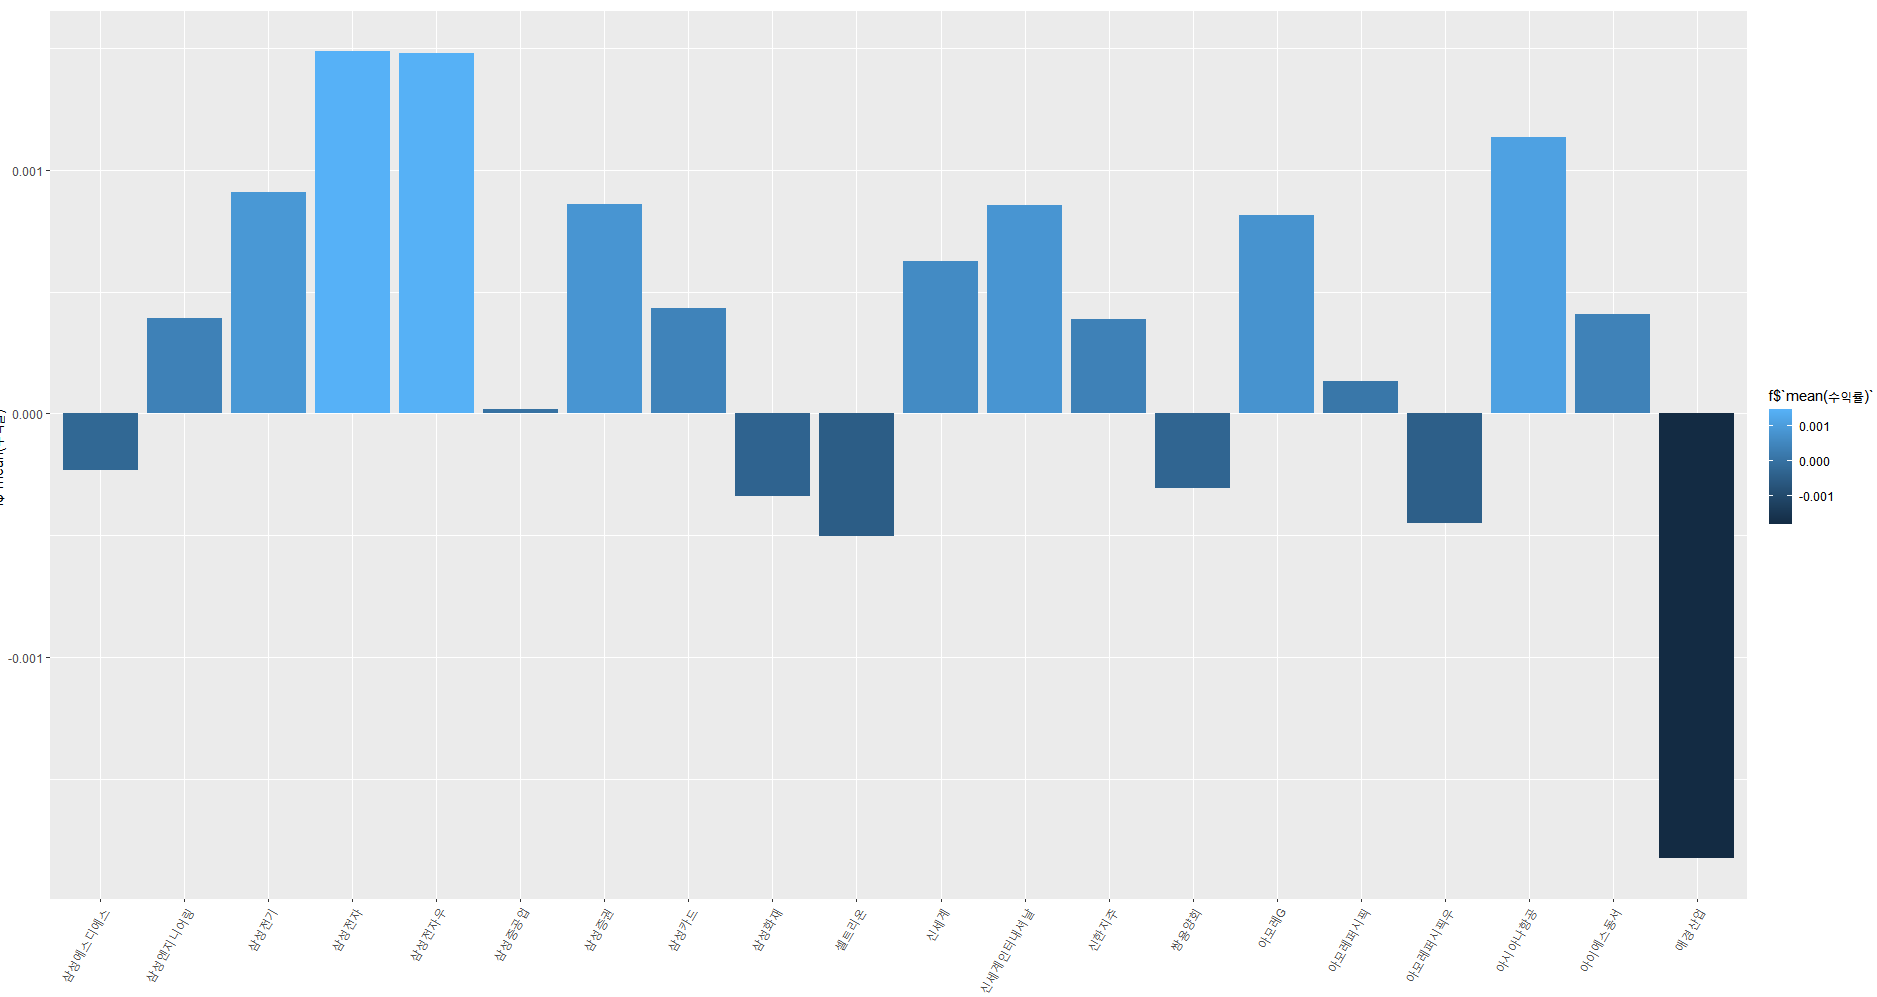 0.001
0.000
-0.001
삼성에스디에스
삼성엔지니어링
삼성전기
삼성전자
삼성전자우
삼성중공업
삼성증권
삼성카드
삼성화재
셀트리온
신세계
신세계인터내셔날
신한지주
쌍용양회
아모레G
아모레퍼시픽
아모레퍼시픽우
아시아나항공
아이에스동서
애경산업
f$`mean(수익률)`
0.001
0.000
-0.001